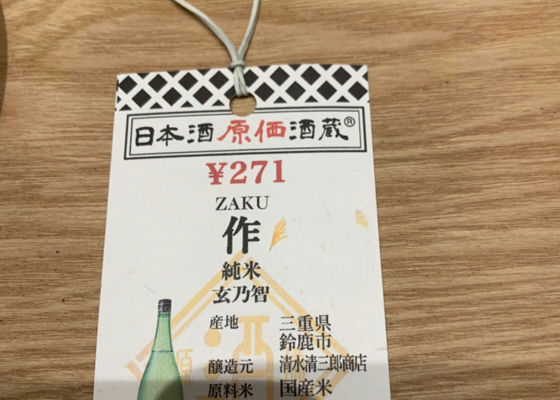 日本酒原価酒蔵®
¥271
ZAKU
作
純米
玄乃智
産地 三重県
鈴鹿市
醸造元 清水清三郎商店
原料米 国産米